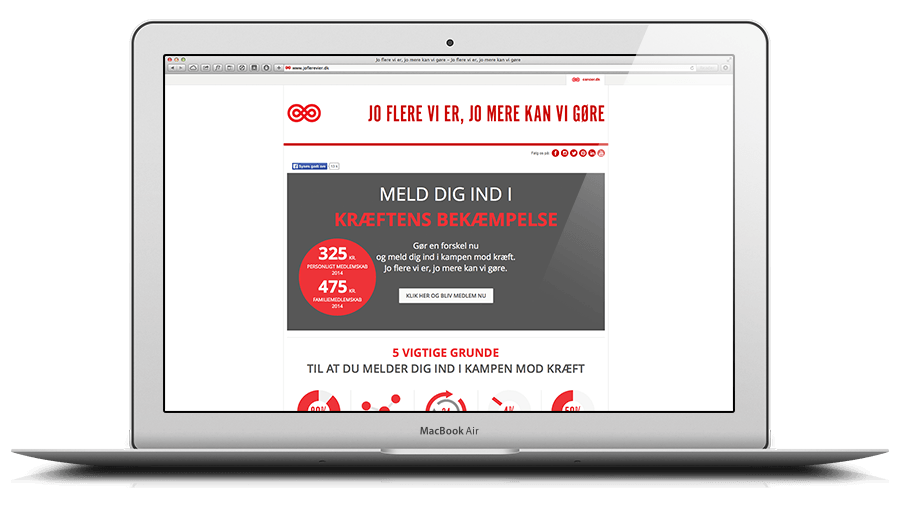 Jo flere vi er, jo mere kan vi gøre – Jo flere vi er, jo mere kan vi gøre
www.joflerevier.dk
cancer.dk
JO FLERE VI ER, JO MERE KAN VI GØRE
Følg os på:
Synes godt om
MELD DIG IND I
KRÆFTENS BEKÆMPELSE
Gør en forskel nu
og meld dig ind i kampen mod kræft.
Jo flere vi er, jo mere kan vi gøre.
325 KR.
PERSONLIGT MEDLEMSKAB
2014
475 KR.
FAMILIEMEDLEMSKAB
2014
KLIK HER OG BLIV MEDLEM NU
5 VIGTIGE GRUNDE
TIL AT DU MELDER DIG IND I KAMPEN MOD KRÆFT
MacBook Air